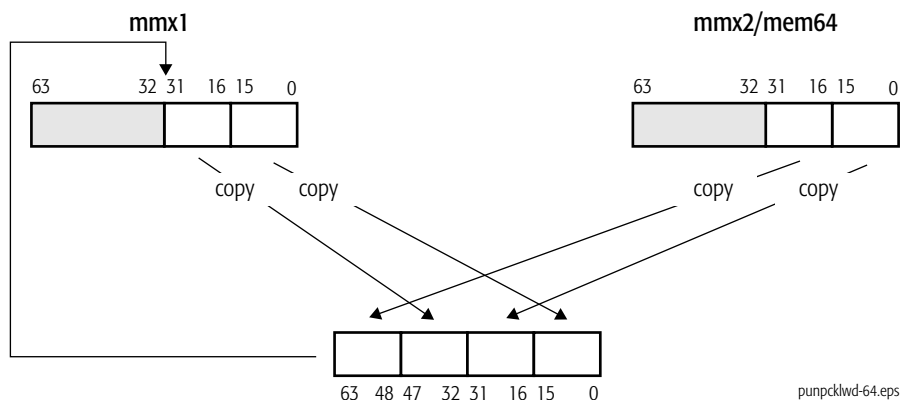 mmx1 mmx2/mem64
63 32 31 16 15 0 63 32 31 16 15 0
copy copy copy copy
63 48 47 32 31 16 15 0
punpcklwd-64.eps